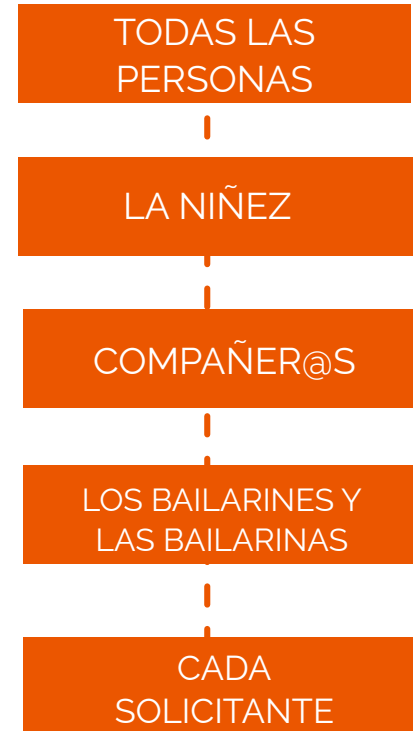 TODAS LAS
PERSONAS
LA NIÑEZ
COMPAÑER@S
LOS BAILARINES Y
LAS BAILARINAS
CADA
SOLICITANTE